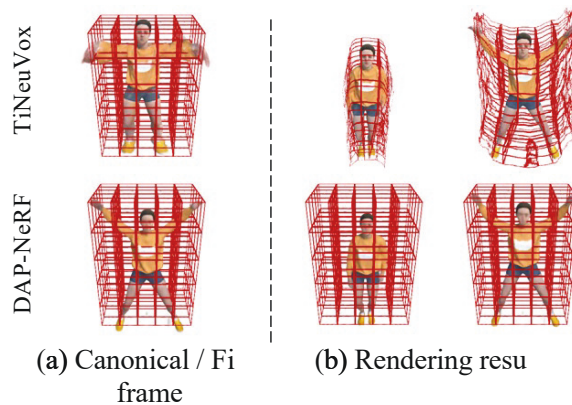 TiNeuVox
DAP-NeRF
(a) Canonical / Fi
frame
(b) Rendering resu